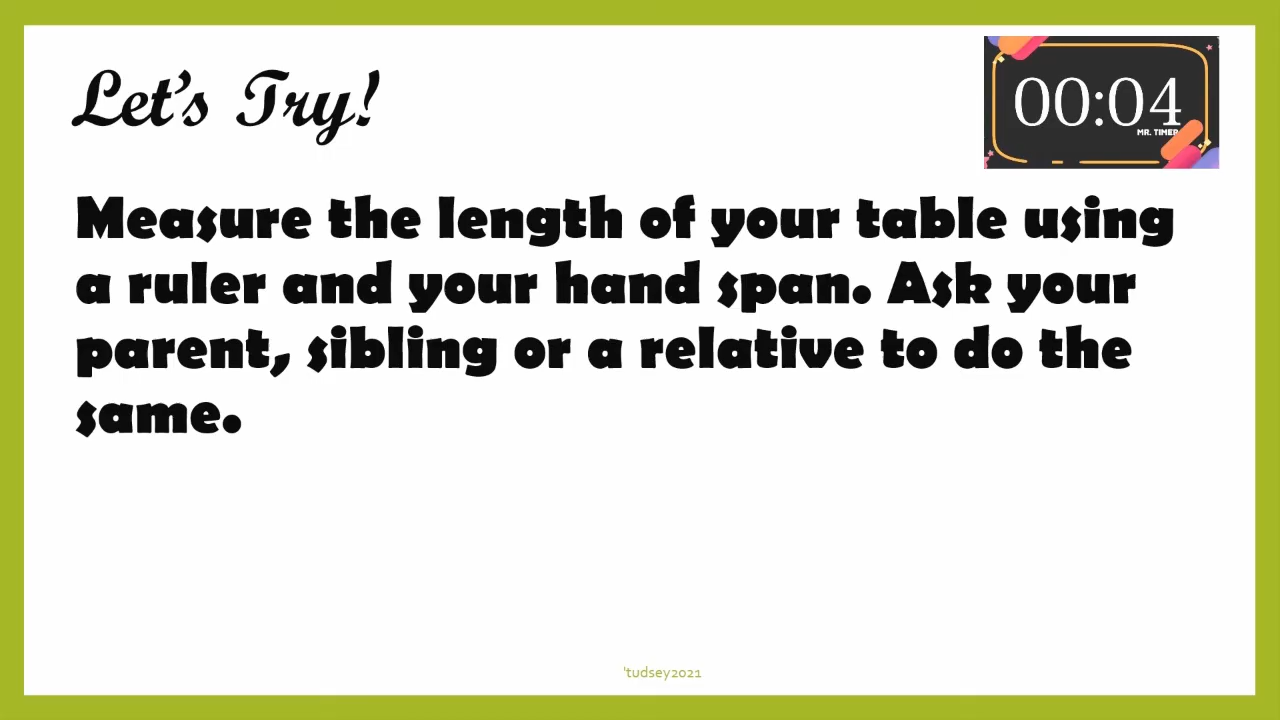 Let's Try!
00:04
MR. TIMER
Measure the length of your table using
a ruler and your hand span. Ask your
parent, sibling or a relative to do the
same.
'tudsey2021